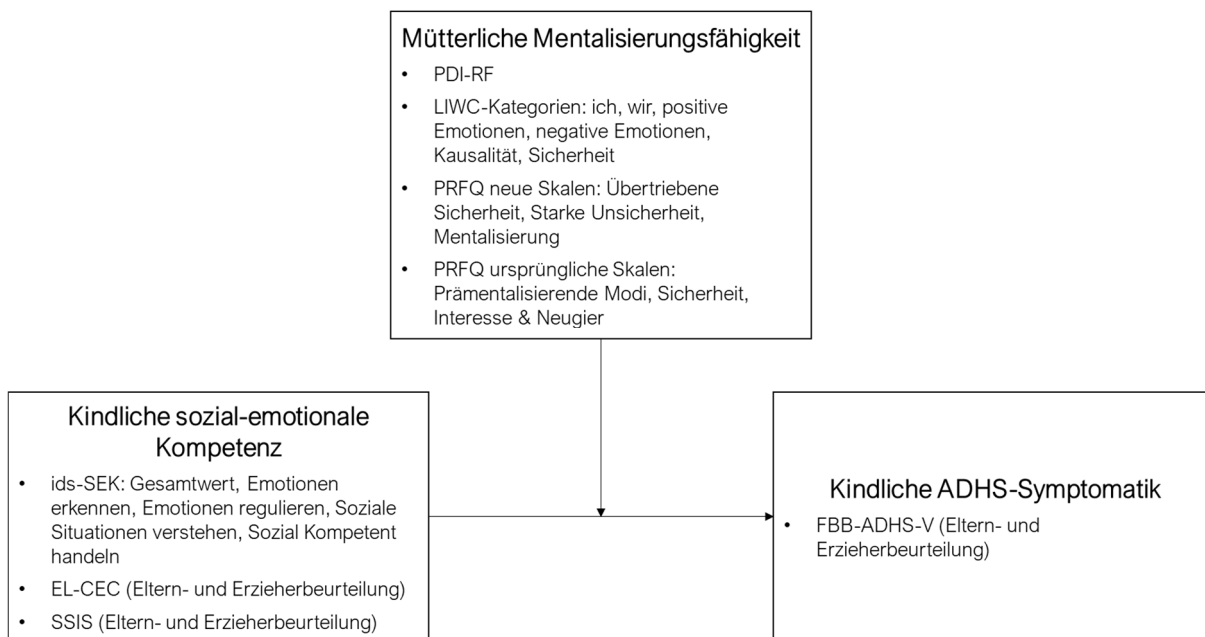 Mütterliche Mentalisierungsfähigkeit
• PDI-RF
• LIWC-Kategorien: ich, wir, positive
Emotionen, negative Emotionen,
Kausalität, Sicherheit
• PRFQ neue Skalen: Übertriebene
Sicherheit, Starke Unsicherheit,
Mentalisierung
• PRFQ ursprüngliche Skalen:
Prämentalisierende Modi, Sicherheit,
Interesse & Neugier
Kindliche sozial-emotionale
Kompetenz
• ids-SEK: Gesamtwert, Emotionen
erkennen, Emotionen regulieren, Soziale
Situationen verstehen, Sozial Kompetent
handeln
• EL-CEC (Eltern- und Erzieherbeurteilung)
• SSIS (Eltern- und Erzieherbeurteilung)
Kindliche ADHS-Symptomatik
• FBB-ADHS-V (Eltern- und
Erzieherbeurteilung)